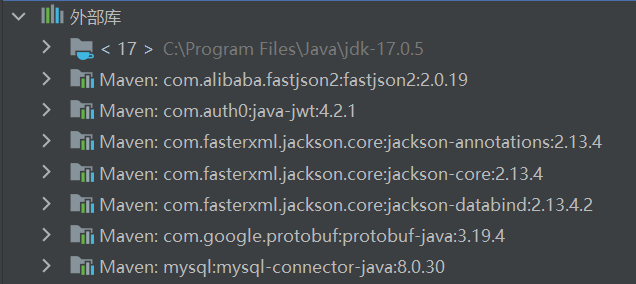 外部库
< 17 > C:\Program Files\Java\jdk-17.0.5
Maven: com.alibaba.fastjson2:fastjson2:2.0.19
Maven: com.auth0:java-jwt:4.2.1
Maven: com.fasterxml.jackson.core:jackson-annotations:2.13.4
Maven: com.fasterxml.jackson.core:jackson-core:2.13.4
Maven: com.fasterxml.jackson.core:jackson-databind:2.13.4.2
Maven: com.google.protobuf:protobuf-java:3.19.4
Maven: mysql:mysql-connector-java:8.0.30